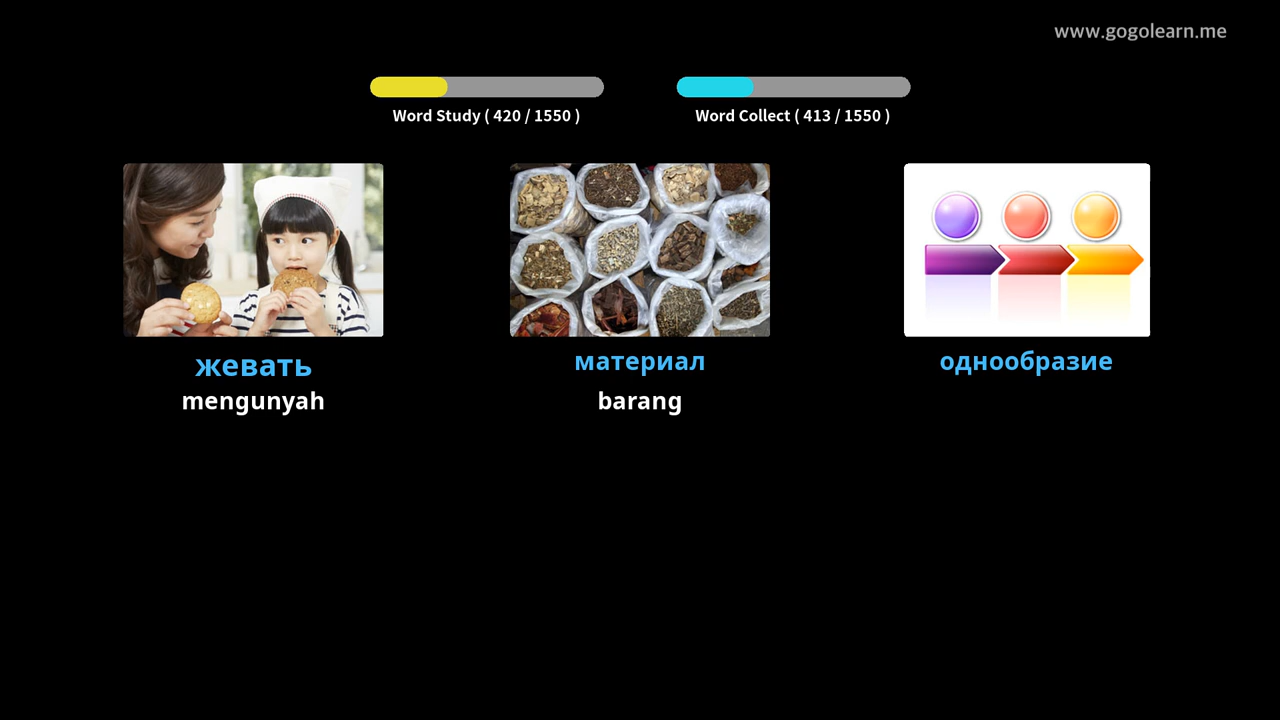 www.gogolearn.me
Word Study ( 420 / 1550 )
Word Collect ( 413 / 1550 )
жевать
mengunyah
материал
barang
однообразие